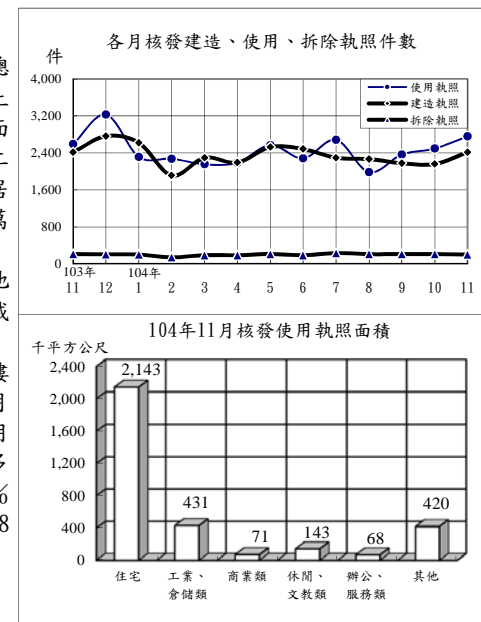 各月核發建造、使用、拆除執照件數
件
4,000
3,200
2,400
1,600
800
0
使用執照
建造執照
拆除執照
103年 104年
11 12 1 2 3 4 5 6 7 8 9 10 11
104年11月核發使用執照面積
千平方公尺
2,400
2,000
1,600
1,200
800
400
0
2,143
431
71
143
68
420
住宅 工業、 商業類 休閒、 辦公、 其他
倉儲類 文教類 服務類
%
8